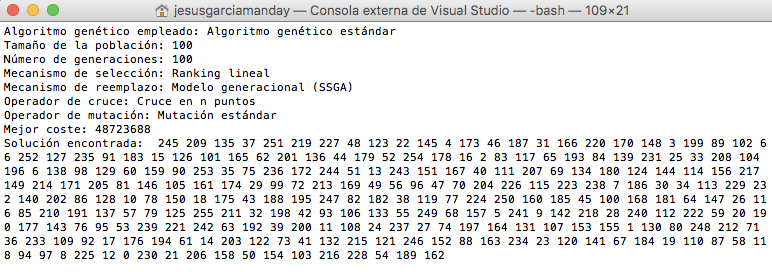 jesusgarciamanday — Consola externa de Visual Studio — -bash — 109×21
Algoritmo genético empleado: Algoritmo genético estándar
Tamaño de la población: 100
Número de generaciones: 100
Mecanismo de selección: Ranking lineal
Mecanismo de reemplazo: Modelo generacional (SSGA)
Operador de cruce: Cruce en n puntos
Operador de mutación: Mutación estándar
Mejor coste: 48723688
Solución encontrada:  245 209 135 37 251 219 227 48 123 22 145 4 173 46 187 31 166 220 170 148 3 199 89 102 6
6 252 127 235 91 183 15 126 101 165 62 201 136 44 179 52 254 178 16 2 83 117 65 193 84 139 231 25 33 208 104
196 6 138 98 129 60 159 90 253 35 75 236 172 244 51 13 243 151 167 40 111 207 69 134 180 124 144 114 156 217
149 214 171 205 81 146 105 161 174 29 99 72 213 169 49 56 96 47 70 204 226 115 223 238 7 186 30 34 113 229 23
2 140 202 86 128 10 78 150 18 175 43 188 195 247 82 182 38 119 77 224 250 160 185 45 100 168 181 64 147 26 11
6 85 210 191 137 57 79 125 255 211 32 198 42 93 106 133 55 249 68 157 5 241 9 142 218 28 240 112 222 59 20 19
0 177 143 76 95 53 239 221 242 63 192 39 200 11 108 24 237 27 74 197 164 131 107 153 155 1 130 80 248 212 71
36 233 109 92 17 176 194 61 14 203 122 73 41 132 215 121 246 152 88 163 234 23 120 141 67 184 19 110 87 58 11
8 94 97 8 225 12 0 230 21 206 158 50 154 103 216 228 54 189 162